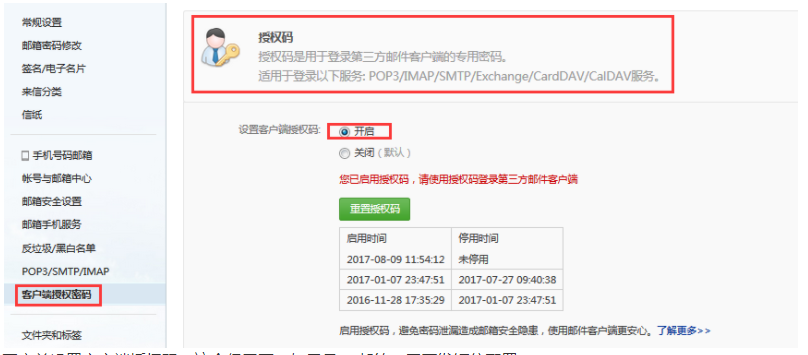 常规设置
邮箱密码修改
签名/电子名片
来信分类
信纸
手机号码邮箱
帐号与邮箱中心
邮箱安全设置
邮箱手机服务
反垃圾/黑白名单
POP3/SMTP/IMAP
客户端授权密码
文件夹和标签
授权码
授权码是用于登录第三方邮件客户端的专用密码。
适用于登录以下服务: POP3/IMAP/SMTP/Exchange/CardDAV/CalDAV服务。
设置客户端授权码: 开启
关闭（默认）
您已启用授权码，请使用授权码登录第三方邮件客户端
重置授权码
启用时间 停用时间
2017-08-09 11:54:12 未停用
2017-01-07 23:47:51 2017-07-27 09:40:38
2016-11-28 17:35:29 2017-01-07 23:47:51
启用授权码，避免密码泄漏造成邮箱安全隐患，使用邮件客户端更安心。了解更多>>